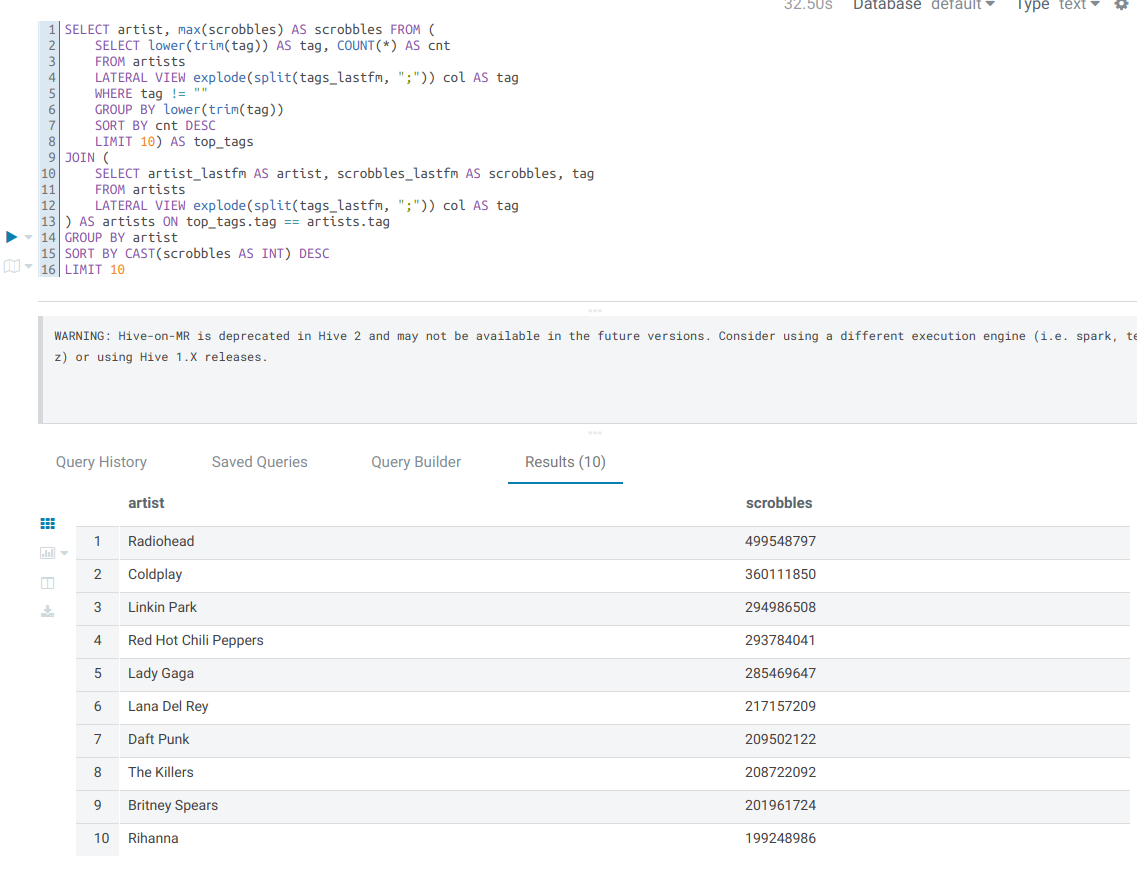 32.50s Database default Type text
1 SELECT artist, max(scrobbles) AS scrobbles FROM (
2 SELECT lower(trim(tag)) AS tag, COUNT(*) AS cnt
3 FROM artists
4 LATERAL VIEW explode(split(tags_lastfm, ";")) col AS tag
5 WHERE tag != ""
6 GROUP BY lower(trim(tag))
7 SORT BY cnt DESC
8 LIMIT 10) AS top_tags
9 JOIN (
10 SELECT artist_lastfm AS artist, scrobbles_lastfm AS scrobbles, tag
11 FROM artists
12 LATERAL VIEW explode(split(tags_lastfm, ";")) col AS tag
13 ) AS artists ON top_tags.tag == artists.tag
14 GROUP BY artist
15 SORT BY CAST(scrobbles AS INT) DESC
16 LIMIT 10
WARNING: Hive-on-MR is deprecated in Hive 2 and may not be available in the future versions. Consider using a different execution engine (i.e. spark, te
z) or using Hive 1.X releases.
Query History Saved Queries Query Builder Results (10)
artist scrobbles
1 Radiohead 499548797
2 Coldplay 360111850
3 Linkin Park 294986508
4 Red Hot Chili Peppers 293784041
5 Lady Gaga 285469647
6 Lana Del Rey 217157209
7 Daft Punk 209502122
8 The Killers 208722092
9 Britney Spears 201961724
10 Rihanna 199248986